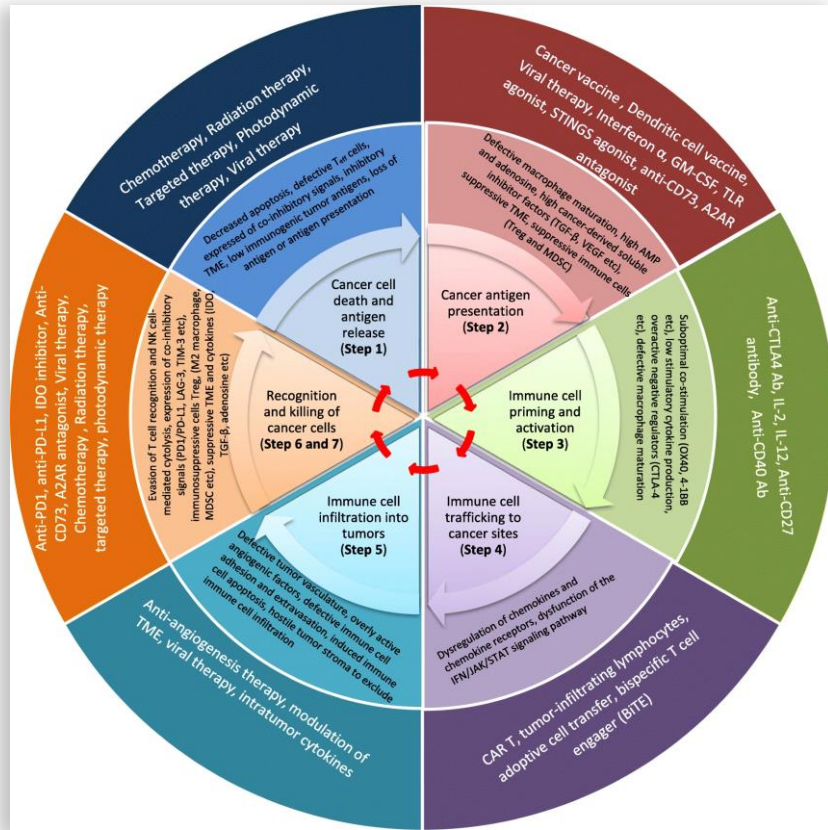 Chemotherapy, Radiation therapy,
Targeted therapy, Photodynamic
therapy, Viral therapy
Decreased apoptosis, defective Teff cells,
expressed of co-inhibitory signals, inhibitory
TME, low immunogenic tumor antigens, loss of
antigen or antigen presentation
Cancer cell
death and
antigen
release
(Step 1)
Cancer vaccine , Dendritic cell vaccine,
Viral therapy, Interferon α, GM-CSF, TLR
agonist, STINGS agonist, anti-CD73, A2AR
antagonist
Defective macrophage maturation, high AMP
and adenosine, high cancer-derived soluble
inhibitor factors (TGF-β, VEGF etc),
suppressive TME, suppressive immune cells
(Treg and MDSC)
Cancer antigen
presentation
(Step 2)
Anti-CTLA4 Ab, IL-2, IL-12, Anti-CD27
antibody, Anti-CD40 Ab
Suboptimal co-stimulation (OX40, 4-1BB
etc), low stimulatory cytokine production,
overactive negative regulators (CTLA-4
etc), defective macrophage maturation
Immune cell
priming and
activation
(Step 3)
CAR T, tumor-infiltrating lymphocytes,
adoptive cell transfer, bispecific T cell
engager (BiTE)
Dysregulation of chemokines and
chemokine receptors, dysfunction of the
IFN/JAK/STAT signaling pathway
Immune cell
trafficking to
cancer sites
(Step 4)
Anti-angiogenesis therapy, modulation of
TME, viral therapy, intratumor cytokines
Defective tumor vasculature, overly active
angiogenic factors, defective immune cell
adhesion and extravasation, induced immune
cell apoptosis, hostile tumor stroma to exclude
immune cell infiltration
Immune cell
infiltration into
tumors
(Step 5)
Anti-PD1, anti-PD-L1, IDO inhibitor, Anti-
CD73, A2AR antagonist, Viral therapy,
Chemotherapy , Radiation therapy,
targeted therapy, photodynamic therapy
Evasion of T cell recognition and NK cell-
mediated cytolysis, expression of co-inhibitory
signals (PD1/PD-L1, LAG-3, TIM-3 etc),
immunosuppressive cells Treg, (M2 macrophage,
MDSC etc), suppressive TME and cytokines (IDO,
TGF-β, adenosine etc)
Recognition
and killing of
cancer cells
(Step 6 and 7)